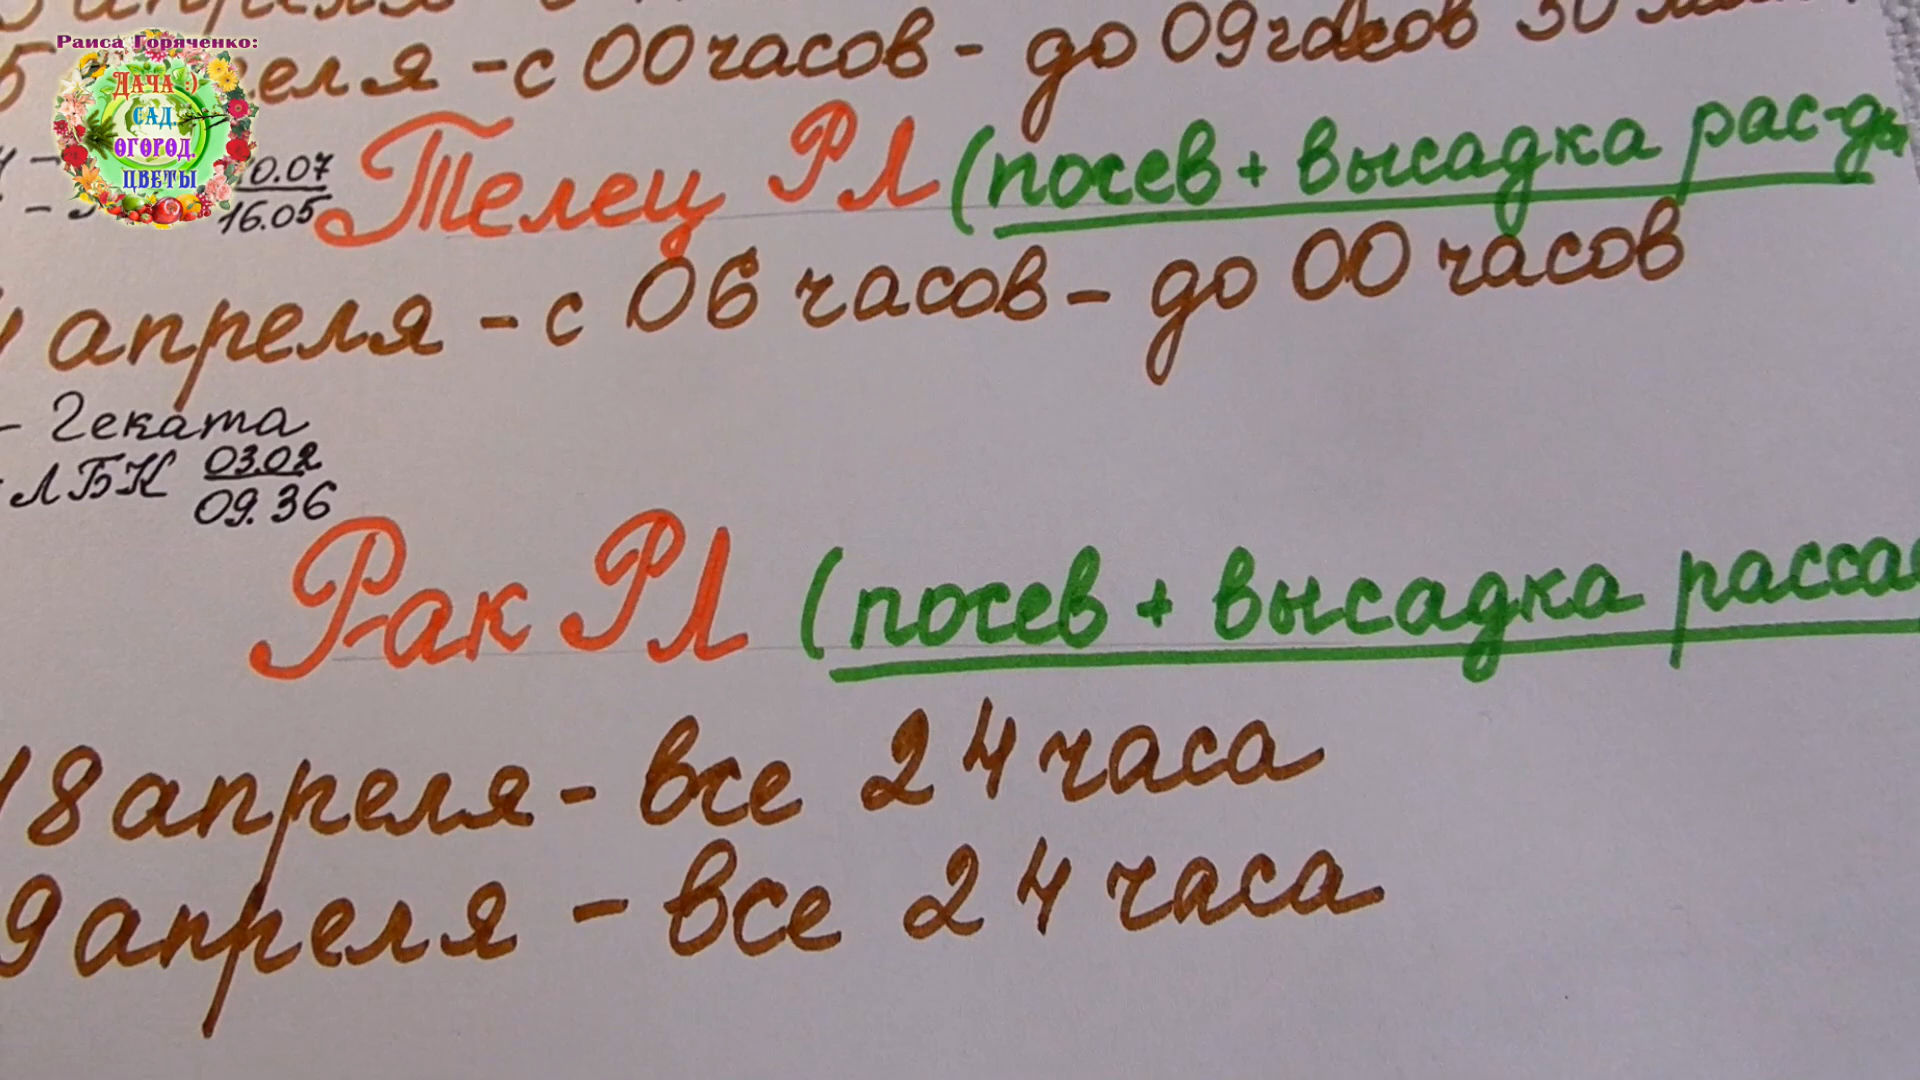 Раиса Горяченко:
Дача :)
сад.
огород.
цветы
апреля - с 00 часов - до 09 часов 30
10.07
16.05
Телец РЛ (посев + высадка рас-ды
апреля - с 06 часов - до 00 часов
- Геката
- ЛБК 03.02
09.36
Рак РЛ (посев + высадка
18 апреля - все 24 часа
9 апреля - все 24 часа